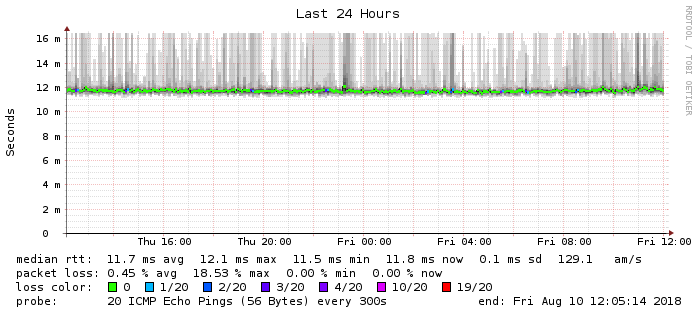 Last 24 Hours
RRDTOOL / TOBI OETIKER
Seconds
16 m
14 m
12 m
10 m
8 m
6 m
4 m
2 m
0
Thu 16:00 Thu 20:00 Fri 00:00 Fri 04:00 Fri 08:00 Fri 12:00
median rtt: 11.7 ms avg 12.1 ms max 11.5 ms min 11.8 ms now 0.1 ms sd 129.1 am/s
packet loss: 0.45 % avg 18.53 % max 0.00 % min 0.00 % now
loss color: 0 1/20 2/20 3/20 4/20 10/20 19/20
probe: 20 ICMP Echo Pings (56 Bytes) every 300s end: Fri Aug 10 12:05:14 2018